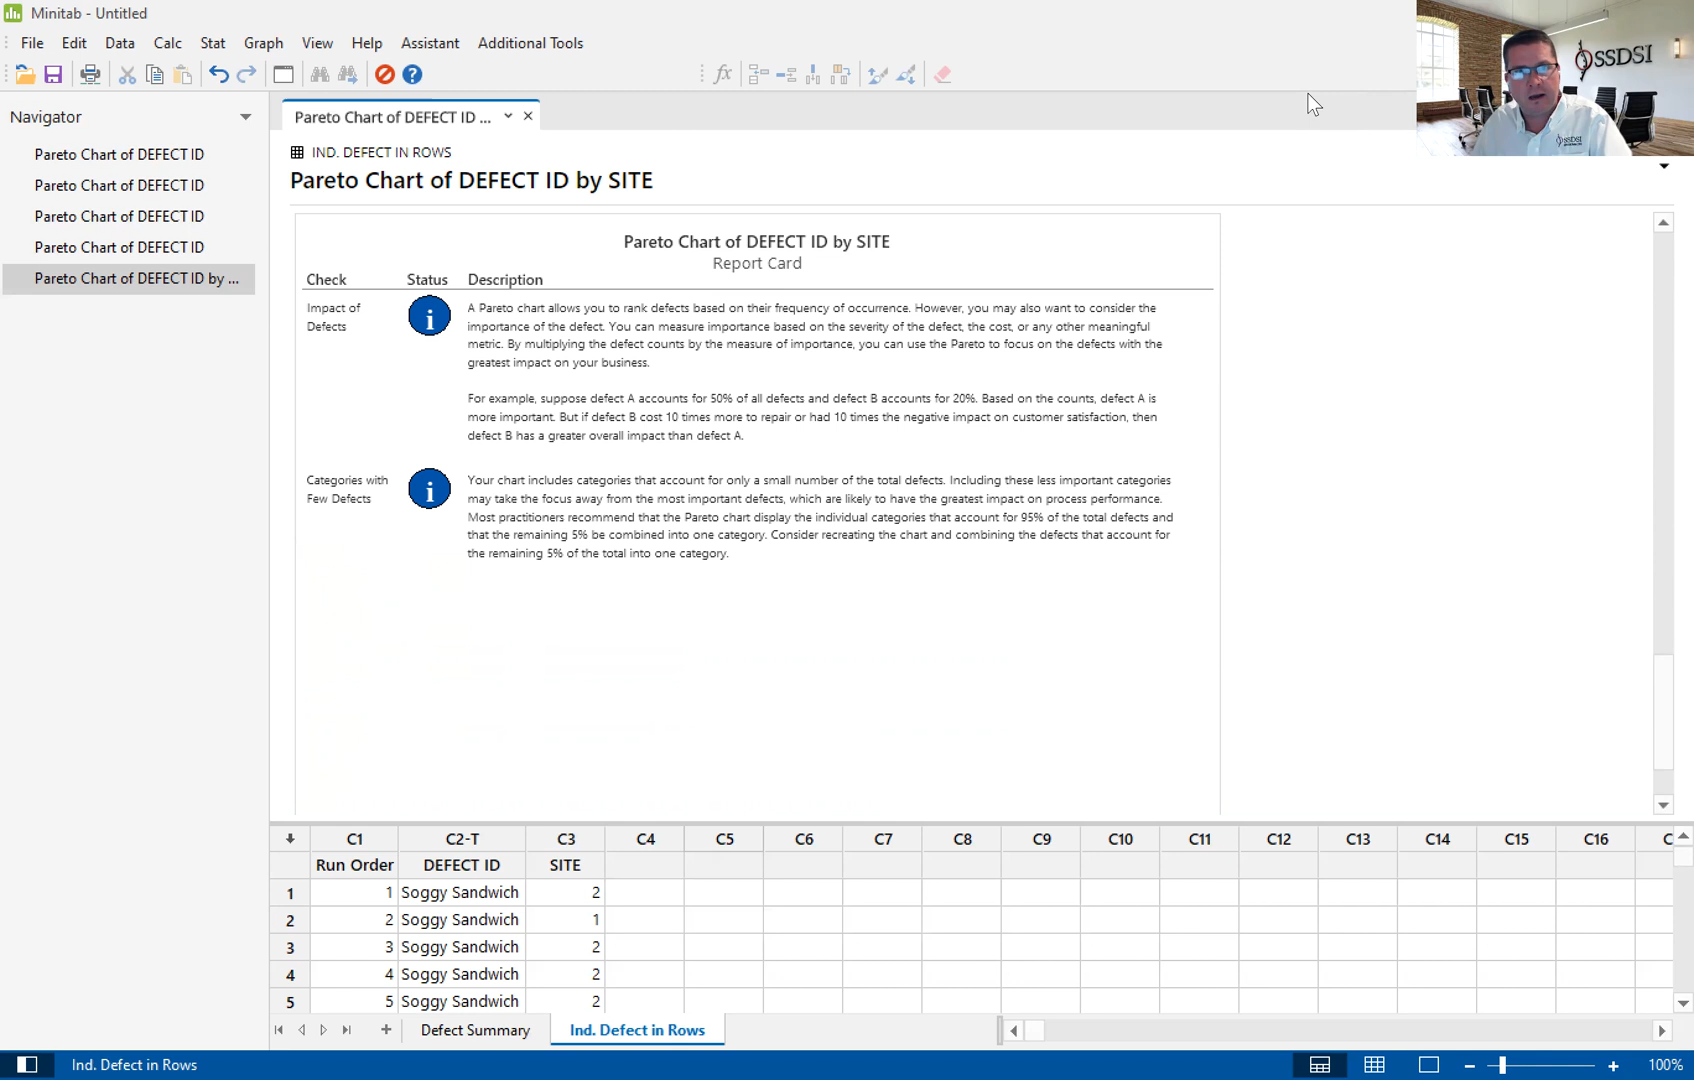 Minitab - Untitled
File Edit Data Calc Stat Graph View Help Assistant Additional Tools
SSDSI
SSDSI
Navigator
Pareto Chart of DEFECT ID
Pareto Chart of DEFECT ID
Pareto Chart of DEFECT ID
Pareto Chart of DEFECT ID
Pareto Chart of DEFECT ID by ...
Pareto Chart of DEFECT ID ...
IND. DEFECT IN ROWS
Pareto Chart of DEFECT ID by SITE
Pareto Chart of DEFECT ID by SITE
Report Card
Check Status Description
Impact of
Defects
A Pareto chart allows you to rank defects based on their frequency of occurrence. However, you may also want to consider the
importance of the defect. You can measure importance based on the severity of the defect, the cost, or any other meaningful
metric. By multiplying the defect counts by the measure of importance, you can use the Pareto to focus on the defects with the
greatest impact on your business.
For example, suppose defect A accounts for 50% of all defects and defect B accounts for 20%. Based on the counts, defect A is
more important. But if defect B cost 10 times more to repair or had 10 times the negative impact on customer satisfaction, then
defect B has a greater overall impact than defect A.
Categories with
Few Defects
Your chart includes categories that account for only a small number of the total defects. Including these less important categories
may take the focus away from the most important defects, which are likely to have the greatest impact on process performance.
Most practitioners recommend that the Pareto chart display the individual categories that account for 95% of the total defects and
that the remaining 5% be combined into one category. Consider recreating the chart and combining the defects that account for
the remaining 5% of the total into one category.
C1 C2-T C3 C4 C5 C6 C7 C8 C9 C10 C11 C12 C13 C14 C15 C16 C
Run Order DEFECT ID SITE
1 1 Soggy Sandwich 2
2 2 Soggy Sandwich 1
3 3 Soggy Sandwich 2
4 4 Soggy Sandwich 2
5 5 Soggy Sandwich 2
Defect Summary Ind. Defect in Rows
Ind. Defect in Rows 100%